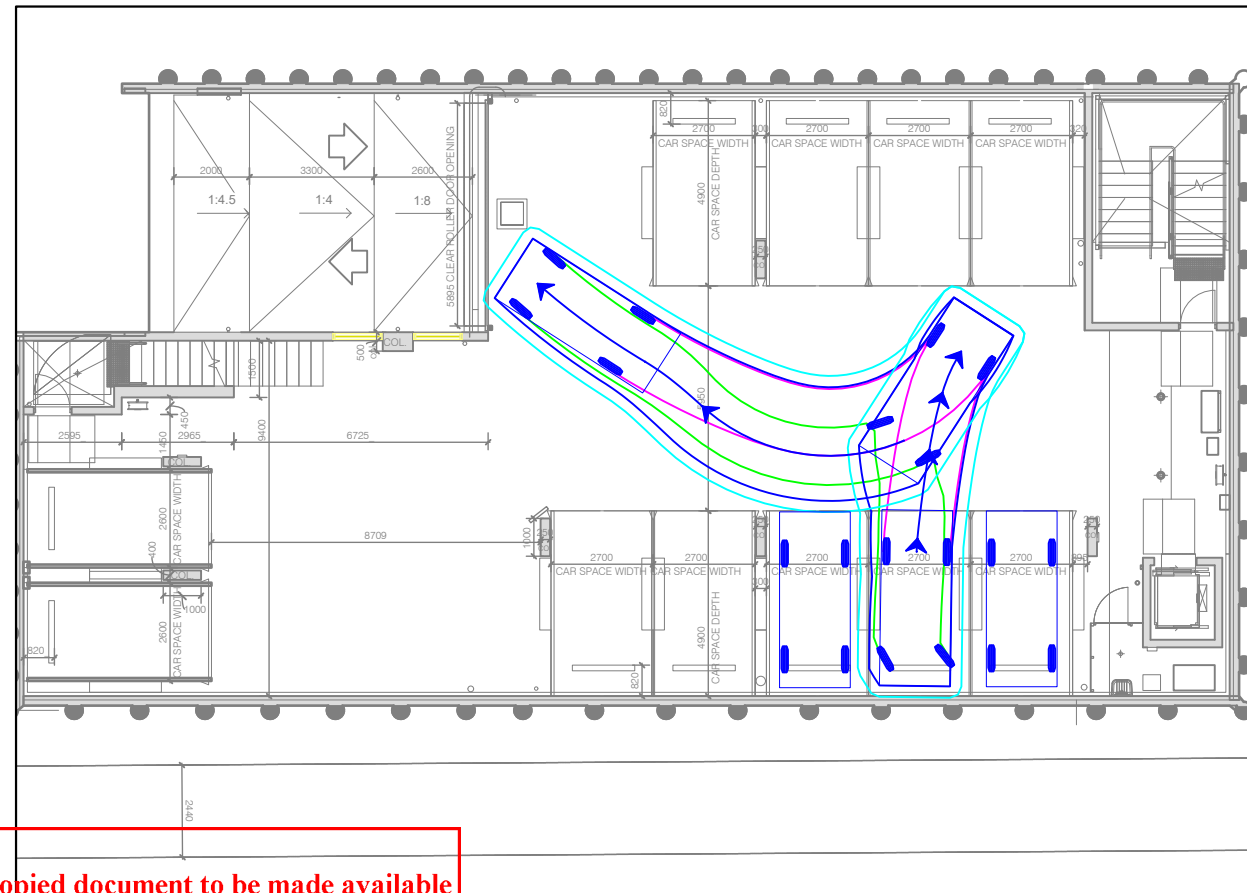 820
2700
300
2700
2700
2700
320
CAR SPACE WIDTH
CAR SPACE WIDTH
CAR SPACE WIDTH
CAR SPACE WIDTH
2000
3300
2600
1:4.5
1:4
1:8
5895 CLEAR ROLLER DOOR OPENING
4900
CAR SPACE DEPTH
500
COL.
1500
9400
450
1450
2595
2965
6725
COL
2600
CAR SPACE WIDTH
400
COL
1000
2600
CAR SPACE WIDTH
820
8709
1000
2700
2700
300
2700
2700
2700
CAR SPACE WIDTH
CAR SPACE WIDTH
CAR SPACE WIDTH
CAR SPACE WIDTH
CAR SPACE WIDTH
4900
CAR SPACE DEPTH
820
2440
opied document to be made available